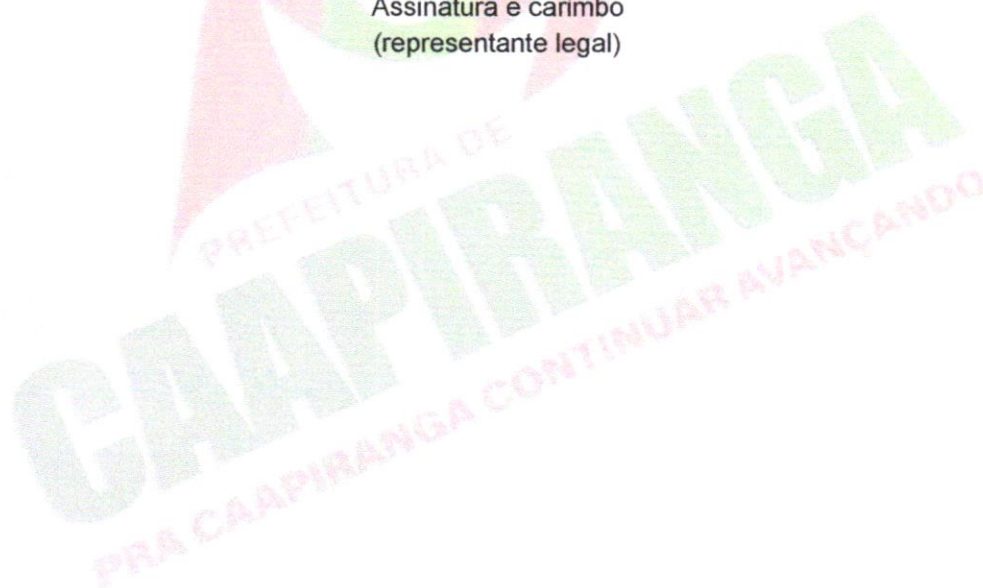 Assinatura e carimbo
(representante legal)
PREFEITURA DE
CAAPIRANGA
PRA CAAPIRANGA CONTINUAR AVANÇANDO